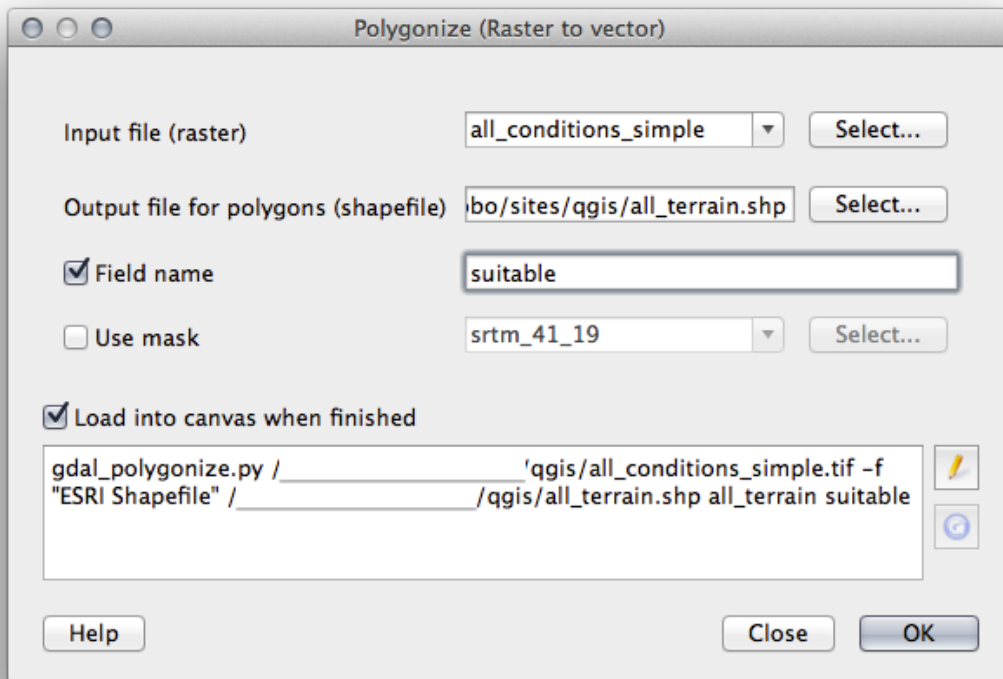 Polygonize (Raster to vector)
Input file (raster) all_conditions_simple Select...
Output file for polygons (shapefile) bo/sites/qgis/all_terrain.shp Select...
Field name suitable
Use mask srtm_41_19 Select...
Load into canvas when finished
gdal_polygonize.py /____________________/qgis/all_conditions_simple.tif -f
"ESRI Shapefile" /____________________/qgis/all_terrain.shp all_terrain suitable
Help Close OK